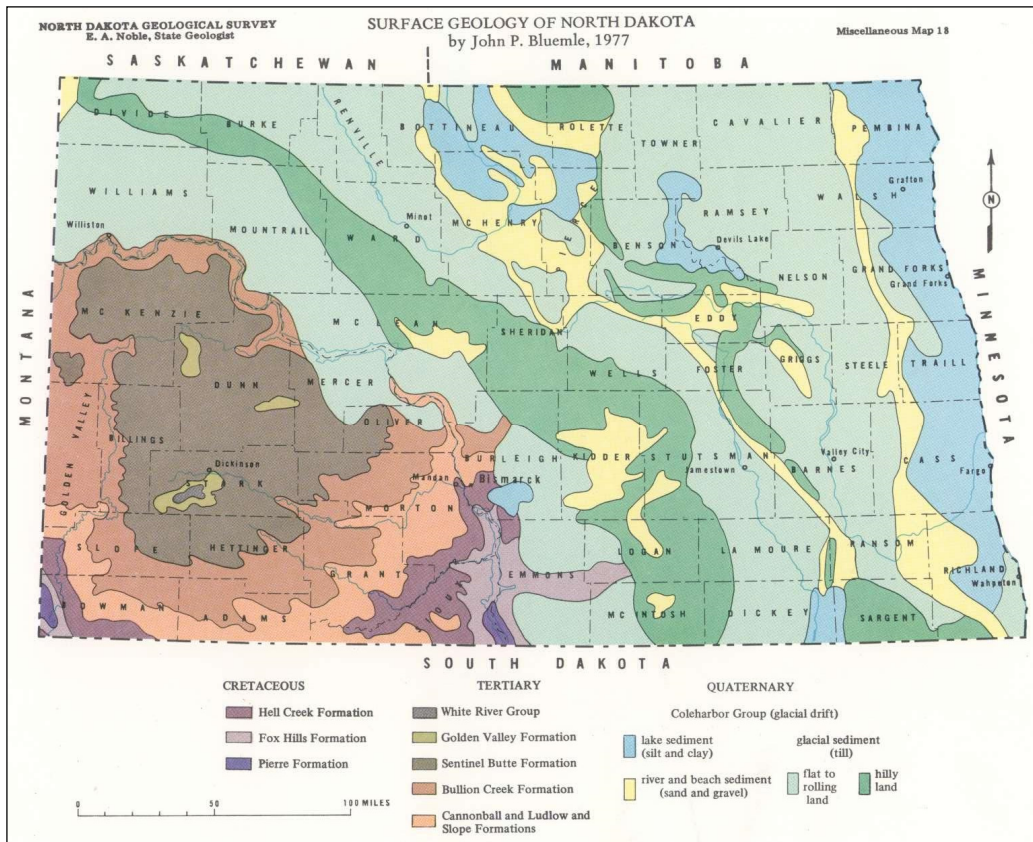 NORTH DAKOTA GEOLOGICAL SURVEY
E. A. Noble, State Geologist
SURFACE GEOLOGY OF NORTH DAKOTA
by John P. Bluemle, 1977
Miscellaneous Map 18
SASKATCHEWAN
MANITOBA
DIVIDE
BURKE
RENVILLE
BOTTINEAU
ROLETTE
TOWNER
CAVALIER
PEMBINA
WILLIAMS
Williston
MOUNTRAIL
WARD
Minot
MCHENRY
PIERCE
BENSON
RAMSEY
Devils Lake
WALSH
Grafton
N
NELSON
GRAND FORKS
Grand Forks
MONTANA
MINNESOTA
MC KENZIE
DUNN
MC LEAN
MERCER
OLIVER
SHERIDAN
WELLS
EDDY
FOSTER
GRIGGS
STEELE
TRAILL
GOLDEN VALLEY
BILLINGS
Dickinson
STARK
Mandan
MORTON
BURLEIGH
Bismarck
KIDDER
STUTSMAN
Jamestown
Valley City
BARNES
CASS
Fargo
SLOPE
HETTINGER
GRANT
SIOUX
EMMONS
LOGAN
LA MOURE
RANSOM
RICHLAND
Wahpeton
BOWMAN
ADAMS
MCINTOSH
DICKEY
SARGENT
SOUTH DAKOTA
CRETACEOUS
Hell Creek Formation
Fox Hills Formation
Pierre Formation
TERTIARY
White River Group
Golden Valley Formation
Sentinel Butte Formation
Bullion Creek Formation
Cannonball and Ludlow and
Slope Formations
QUATERNARY
Coleharbor Group (glacial drift)
lake sediment
(silt and clay)
river and beach sediment
(sand and gravel)
glacial sediment
(till)
flat to
rolling
land
hilly
land
0 50 100 MILES